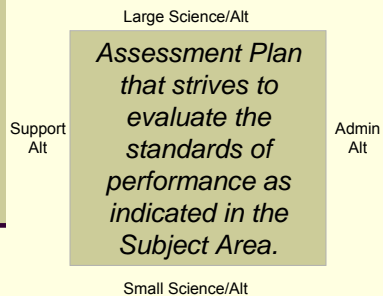 Large Science/Alt
Assessment Plan
that strives to
evaluate the
standards of
performance as
indicated in the
Subject Area.
Support
Alt
Admin
Alt
Small Science/Alt